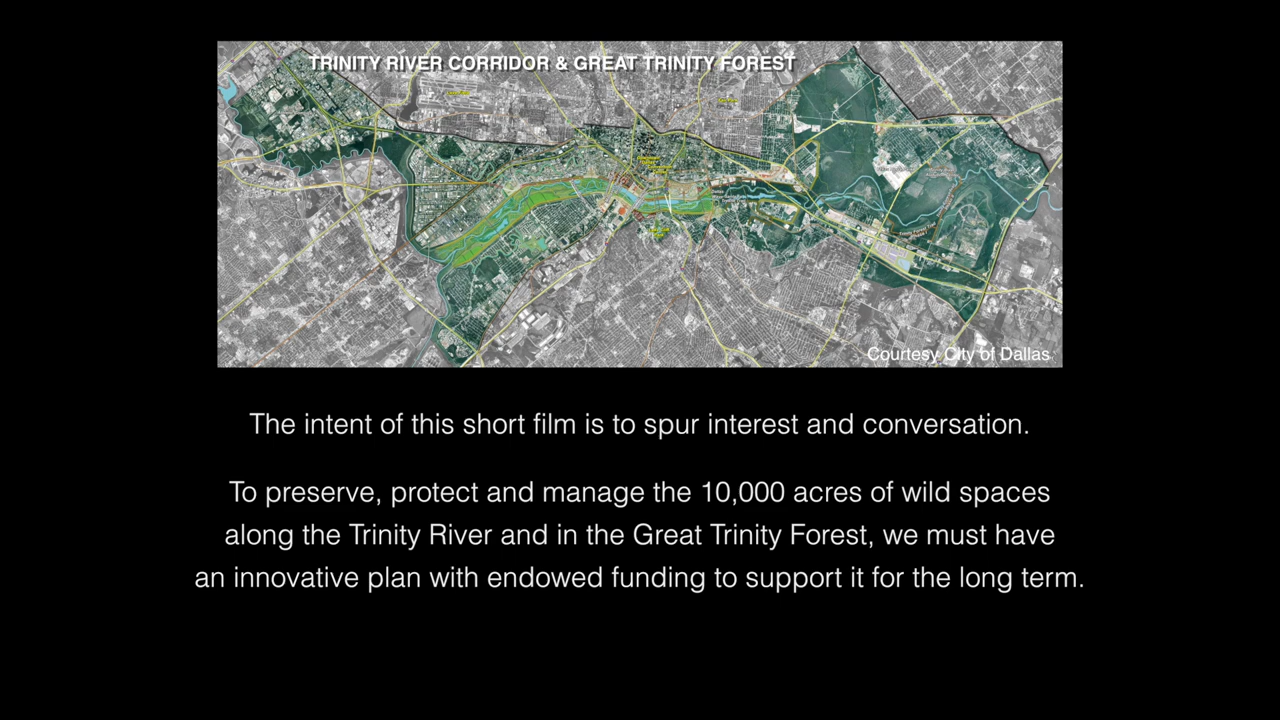 TRINITY RIVER CORRIDOR & GREAT TRINITY FOREST
Courtesy City of Dallas
The intent of this short film is to spur interest and conversation.
To preserve, protect and manage the 10,000 acres of wild spaces
along the Trinity River and in the Great Trinity Forest, we must have
an innovative plan with endowed funding to support it for the long term.